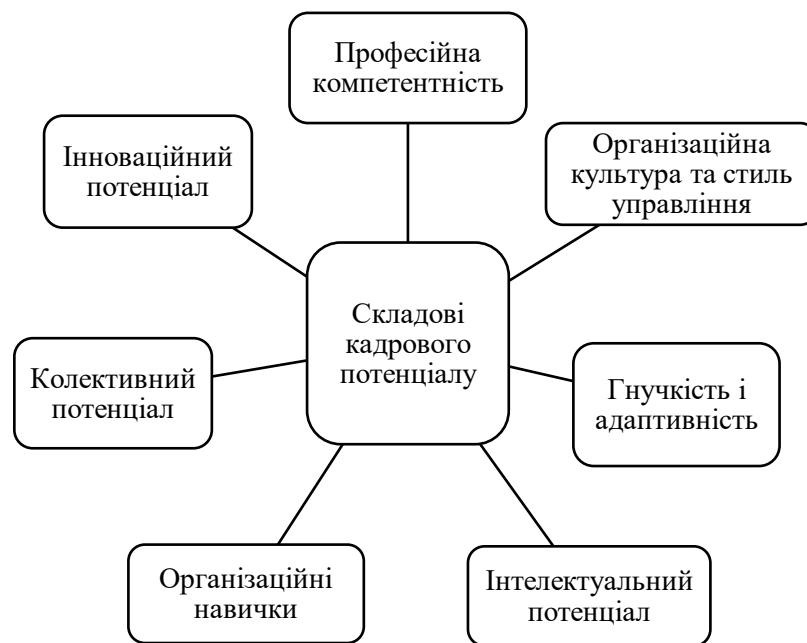 Професійна
компетентність
Організаційна
культура та стиль
управління
Інноваційний
потенціал
Складові
кадрового
потенціалу
Колективний
потенціал
Гнучкість і
адаптивність
Організаційні
навички
Інтелектуальний
потенціал